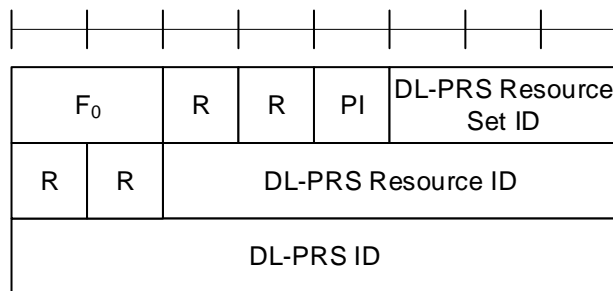 F₀ R R PI DL-PRS Resource
Set ID
R R DL-PRS Resource ID
DL-PRS ID